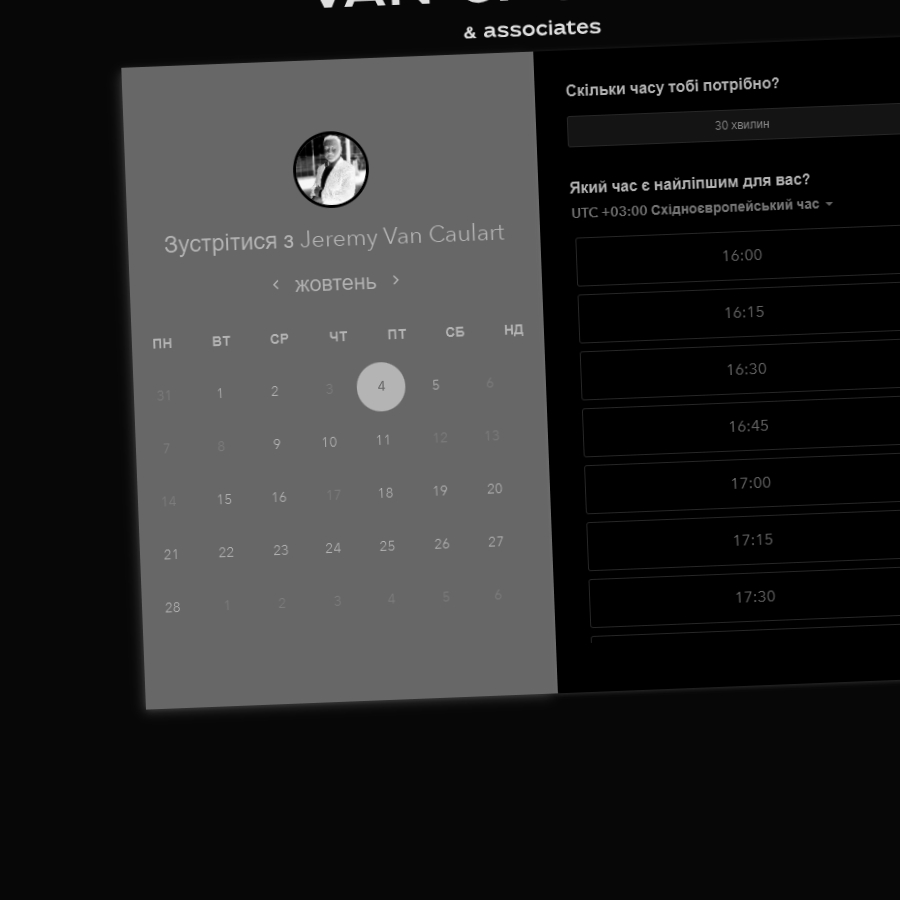 & associates
Зустрітися з Jeremy Van Caulart
жовтень
ПН ВТ СР ЧТ ПТ СБ НД
31 1 2 3 4 5 6
7 8 9 10 11 12 13
14 15 16 17 18 19 20
21 22 23 24 25 26 27
28 1 2 3 4 5 6
Скільки часу тобі потрібно?
30 хвилин
Який час є найліпшим для вас?
UTC +03:00 Східноєвропейський час
16:00
16:15
16:30
16:45
17:00
17:15
17:30